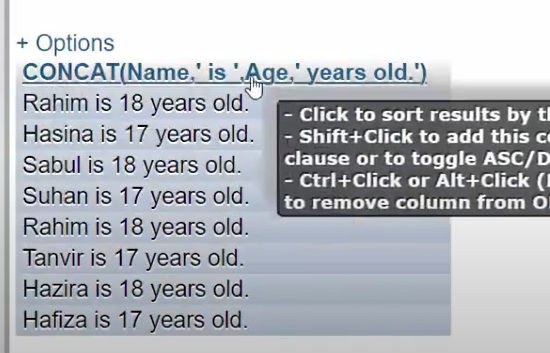 + Options
CONCAT(Name,' is ',Age,' years old.')
Rahim is 18 years old.
Hasina is 17 years old.
Sabul is 18 years old.
Suhan is 17 years old.
Rahim is 18 years old.
Tanvir is 17 years old.
Hazira is 18 years old.
Hafiza is 17 years old.
- Click to sort results by
- Shift+Click to add this
clause or to toggle ASC/
- Ctrl+Click or Alt+Click (
to remove column from